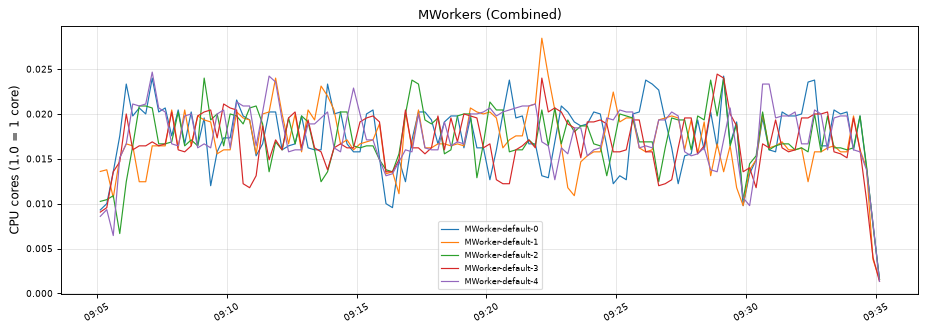 MWorkers (Combined)
CPU cores (1.0 = 1 core)
0.025
0.020
0.015
0.010
0.005
0.000
MWorker-default-0
MWorker-default-1
MWorker-default-2
MWorker-default-3
MWorker-default-4
09:05 09:10 09:15 09:20 09:25 09:30 09:35